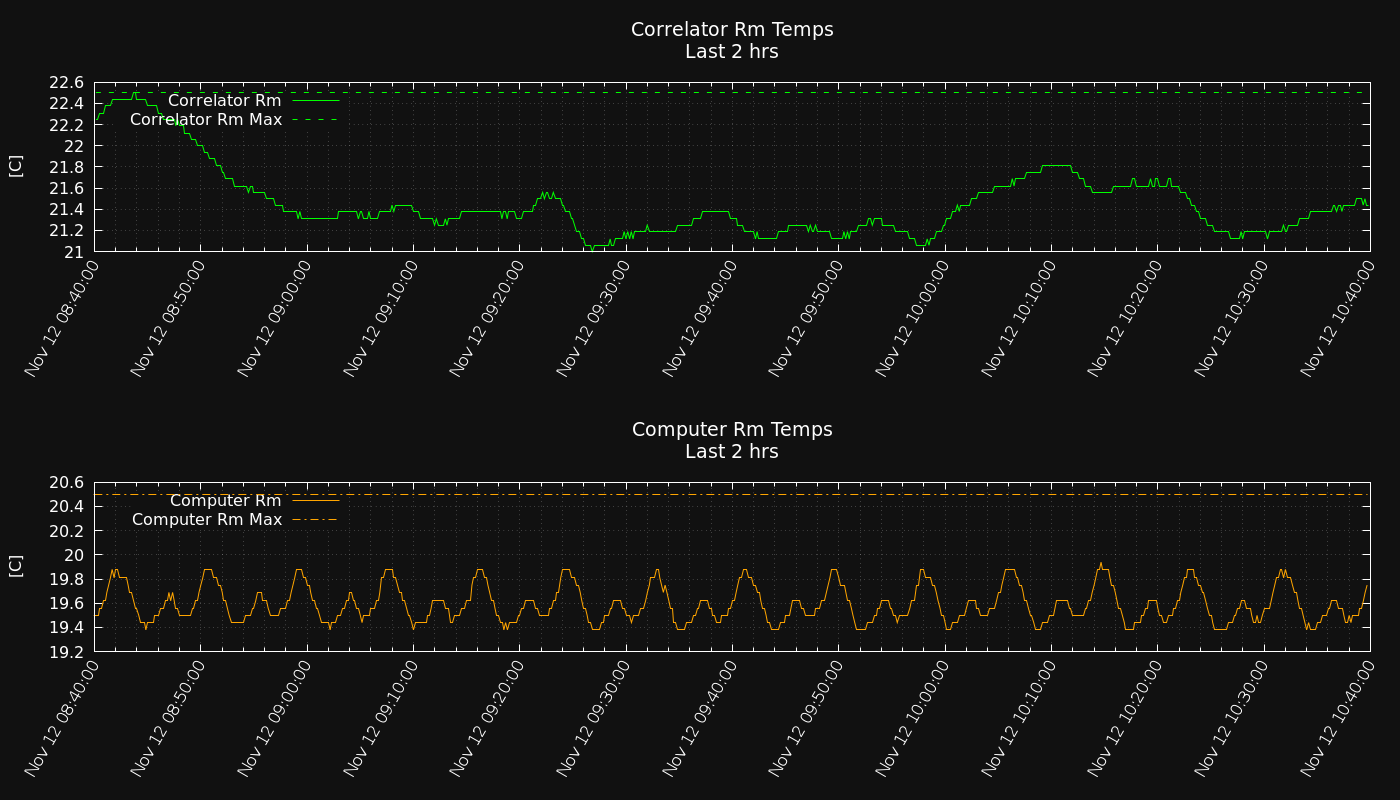 Correlator Rm Temps
Last 2 hrs
[C]
22.6
22.4
22.2
22
21.8
21.6
21.4
21.2
21
Correlator Rm
Correlator Rm Max
Nov 12 08:40:00
Nov 12 08:50:00
Nov 12 09:00:00
Nov 12 09:10:00
Nov 12 09:20:00
Nov 12 09:30:00
Nov 12 09:40:00
Nov 12 09:50:00
Nov 12 10:00:00
Nov 12 10:10:00
Nov 12 10:20:00
Nov 12 10:30:00
Nov 12 10:40:00
Computer Rm Temps
Last 2 hrs
[C]
20.6
20.4
20.2
20
19.8
19.6
19.4
19.2
Computer Rm
Computer Rm Max
Nov 12 08:40:00
Nov 12 08:50:00
Nov 12 09:00:00
Nov 12 09:10:00
Nov 12 09:20:00
Nov 12 09:30:00
Nov 12 09:40:00
Nov 12 09:50:00
Nov 12 10:00:00
Nov 12 10:10:00
Nov 12 10:20:00
Nov 12 10:30:00
Nov 12 10:40:00